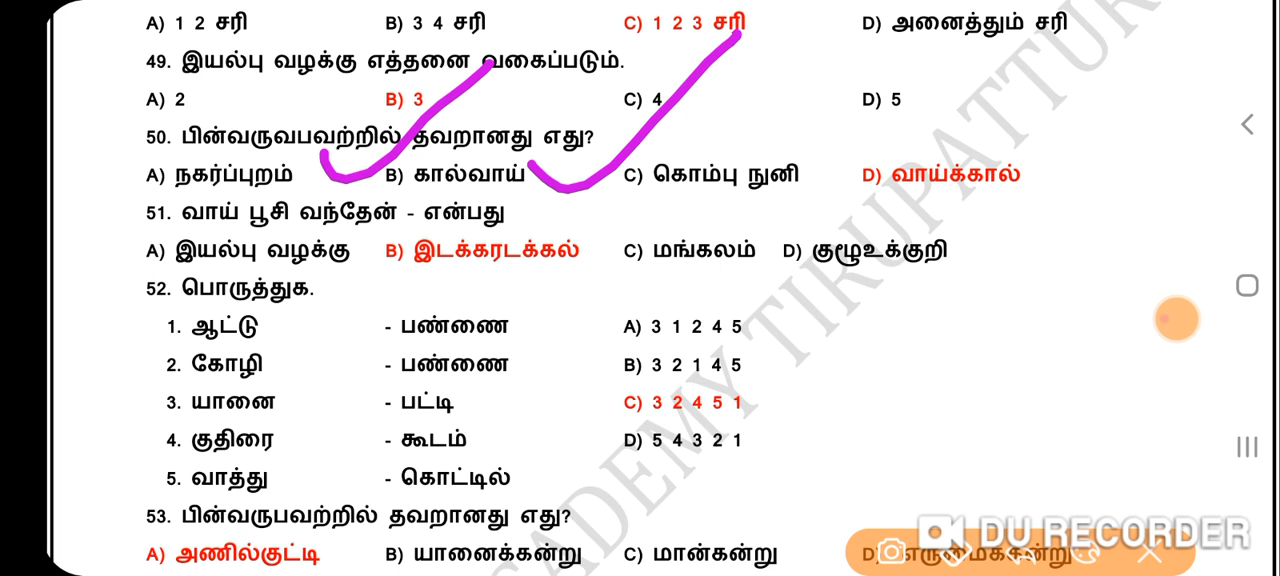 A) 1 2 சரி B) 3 4 சரி C) 1 2 3 சரி D) அனைத்தும் சரி
49. இயல்பு வழக்கு எத்தனை வகைப்படும்.
A) 2 B) 3 C) 4 D) 5
50. பின்வருவபவற்றில் தவறானது எது?
A) நகர்ப்புறம் B) கால்வாய் C) கொம்பு நுனி D) வாய்க்கால்
51. வாய் பூசி வந்தேன் - என்பது
A) இயல்பு வழக்கு B) இடக்கரடக்கல் C) மங்கலம் D) குழூஉக்குறி
52. பொருத்துக.
1. ஆட்டு - பண்ணை A) 3 1 2 4 5
2. கோழி - பண்ணை B) 3 2 1 4 5
3. யானை - பட்டி C) 3 2 4 5 1
4. குதிரை - கூடம் D) 5 4 3 2 1
5. வாத்து - கொட்டில்
53. பின்வருபவற்றில் தவறானது எது?
A) அணில்குட்டி B) யானைக்கன்று C) மான்கன்று D)
DU RECORDER
ACADEMY TIRUPATTUR